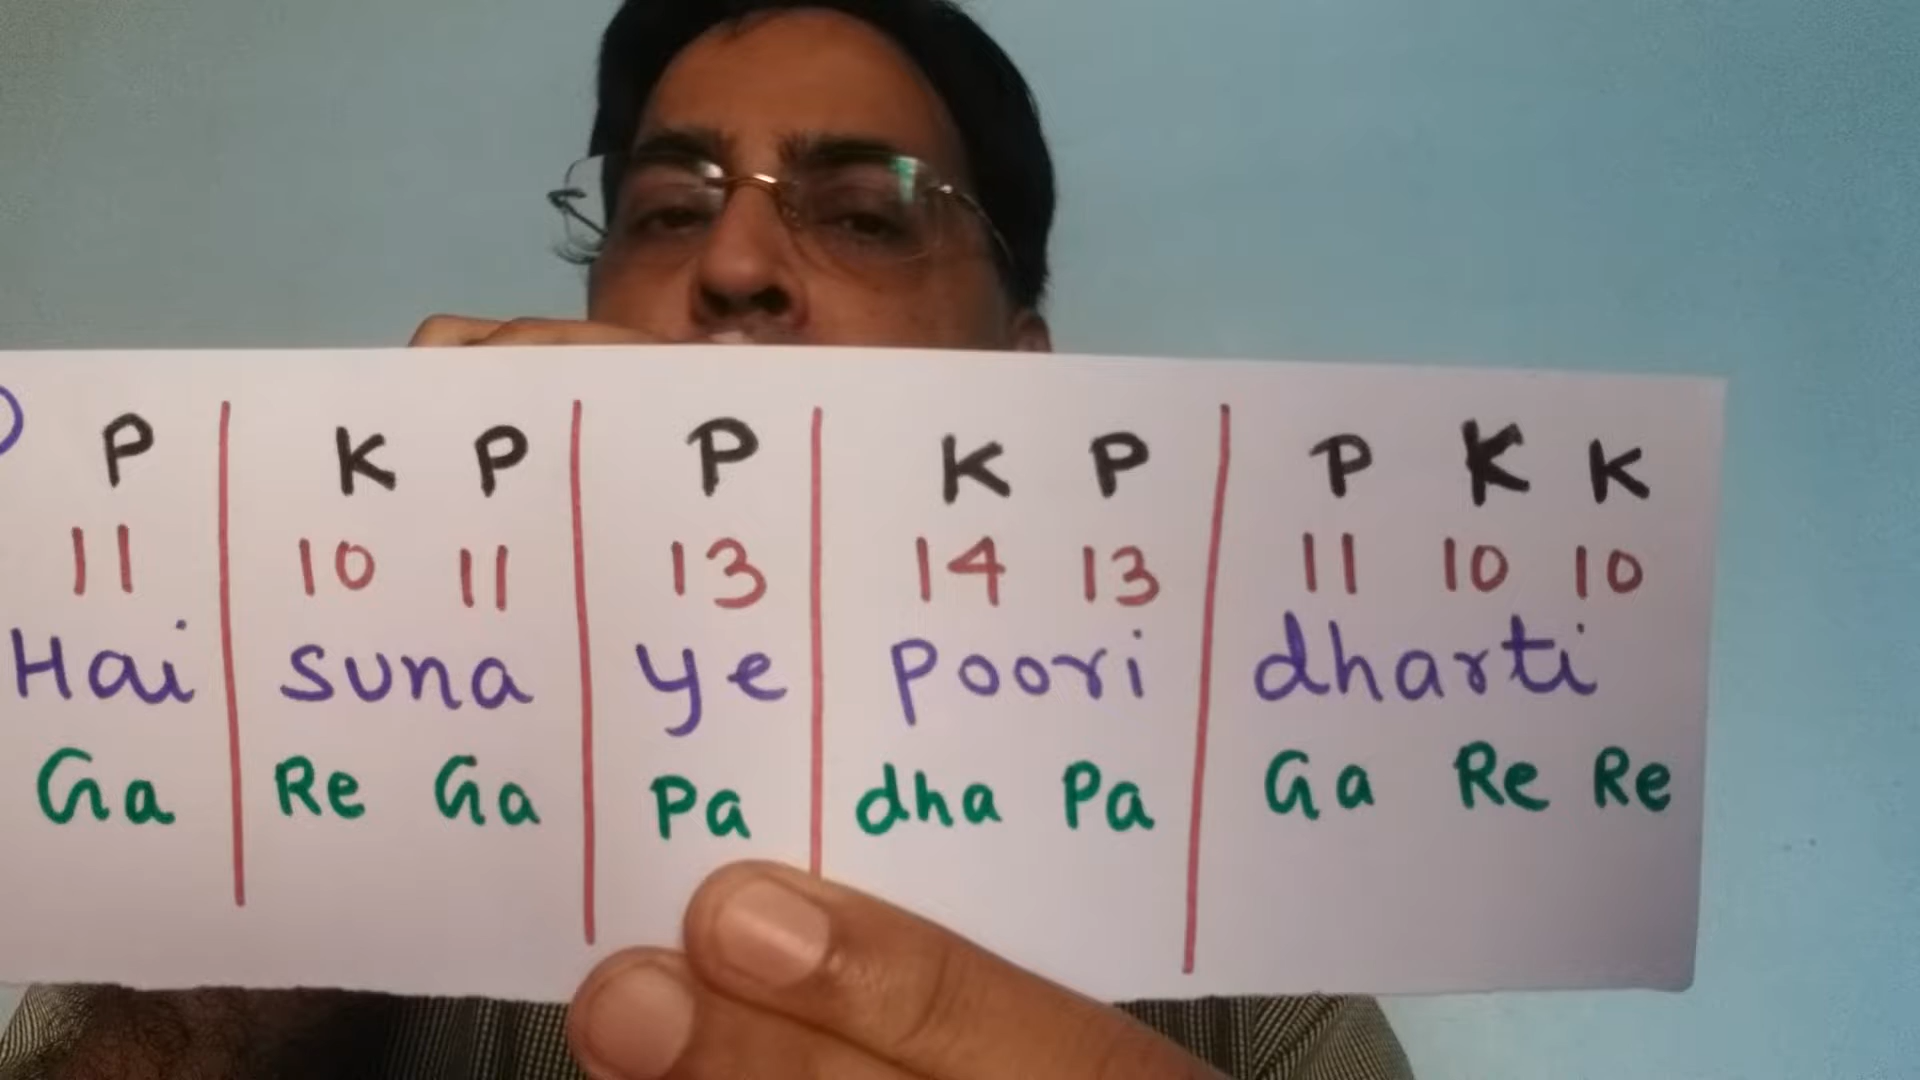 P K P P K P P K K
11 10 11 13 14 13 11 10 10
Hai suna ye poori dharti
Ga Re Ga Pa dha Pa Ga Re Re